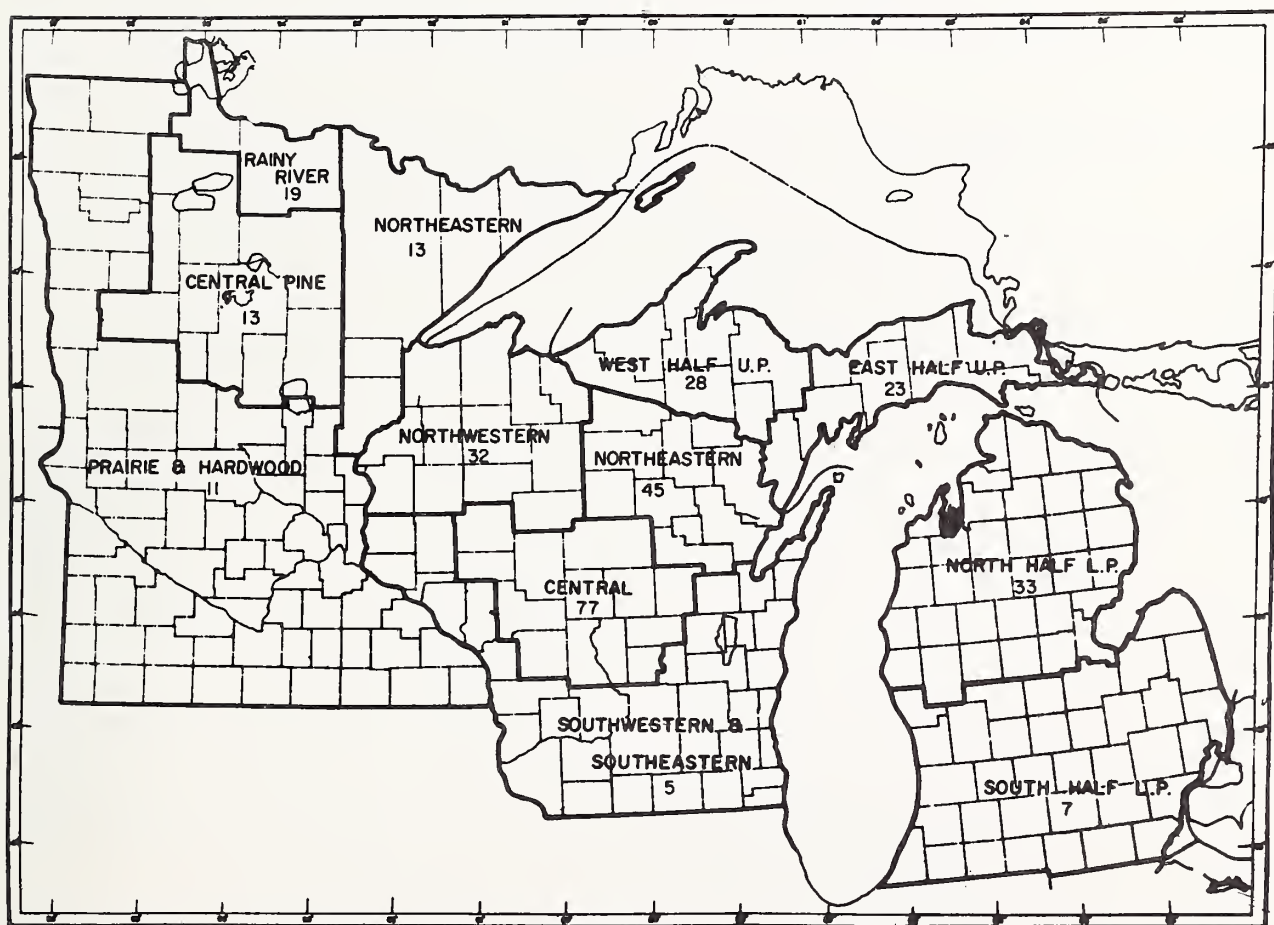 RAINY
RIVER
19
NORTHEASTERN
13
CENTRAL PINE
13
WEST HALF U.P.
28
EAST HALF U.P.
23
NORTHWESTERN
32
NORTHEASTERN
45
PRAIRIE & HARDWOOD
11
NORTH HALF L.P.
33
CENTRAL
77
SOUTHWESTERN &
SOUTHEASTERN
5
SOUTH HALF L.P.
7